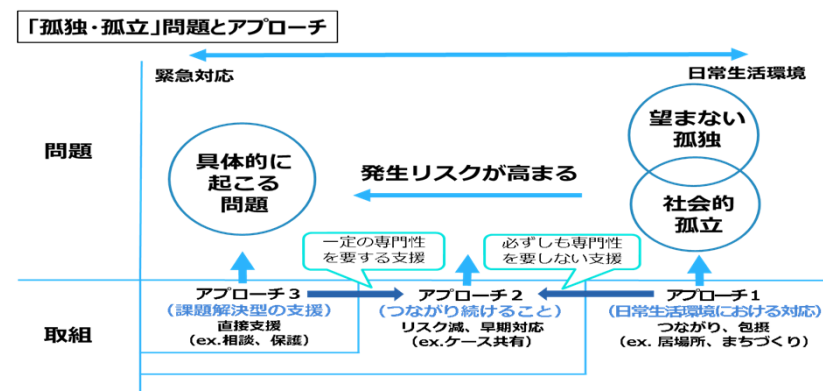 「孤独・孤立」問題とアプローチ
緊急対応
日常生活環境
問題
具体的に
起こる
問題
発生リスクが高まる
望まない
孤独
社会的
孤立
一定の専門性
を要する支援
必ずしも専門性
を要しない支援
取組
アプローチ3
(課題解決型の支援)
直接支援
(ex.相談、保護)
アプローチ2
(つながり続けること)
リスク減、早期対応
(ex.ケース共有)
アプローチ1
(日常生活環境における対応)
つながり、包摂
(ex. 居場所、まちづくり)